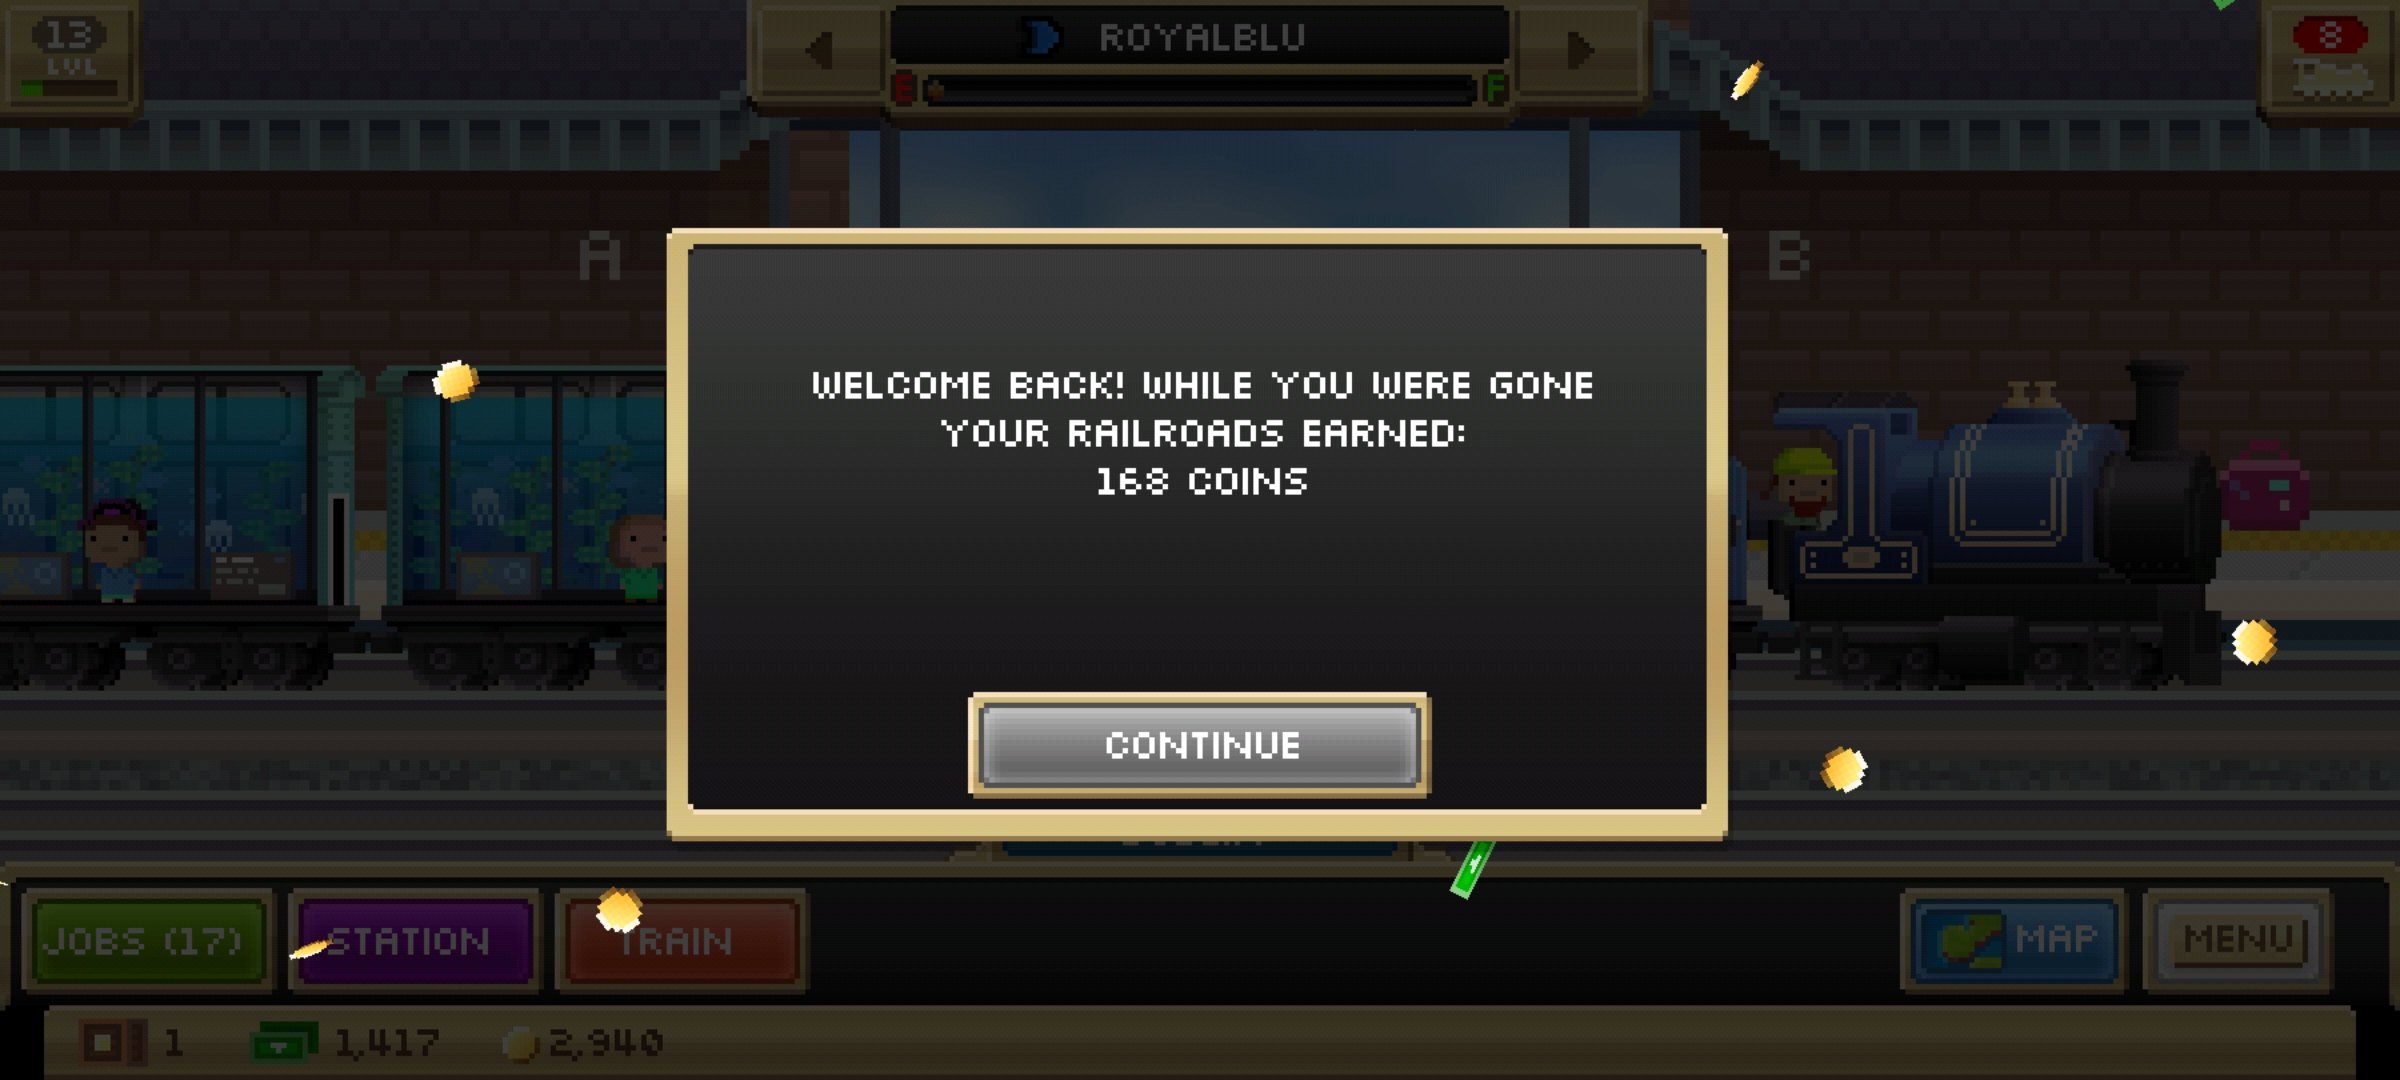 13
LVL
ROYALBLU
E
F
8
A
B
WELCOME BACK! WHILE YOU WERE GONE
YOUR RAILROADS EARNED:
168 COINS
CONTINUE
JOBS (17)
STATION
TRAIN
MAP
MENU
1
1,417
2,940